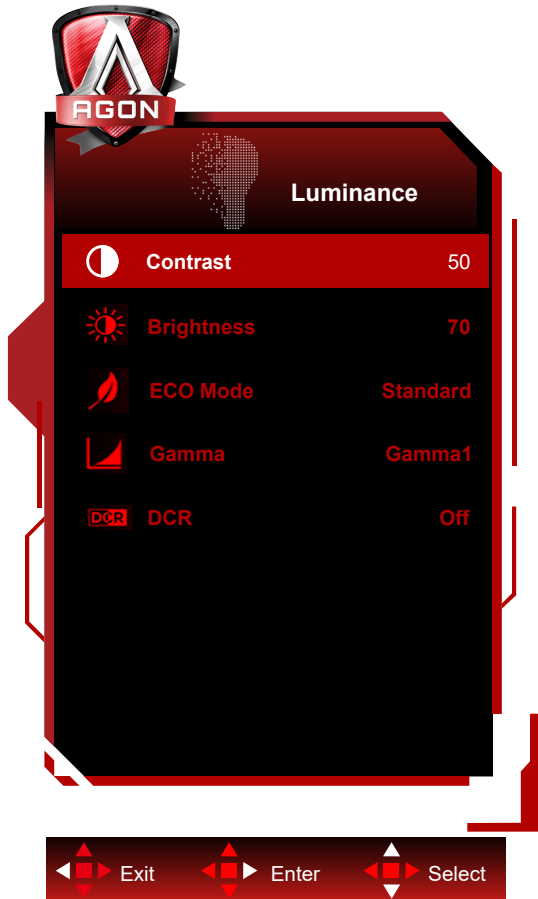 AGON
Luminance
Contrast 50
Brightness 70
ECO Mode Standard
Gamma Gamma1
DCR DCR Off
Exit Enter Select